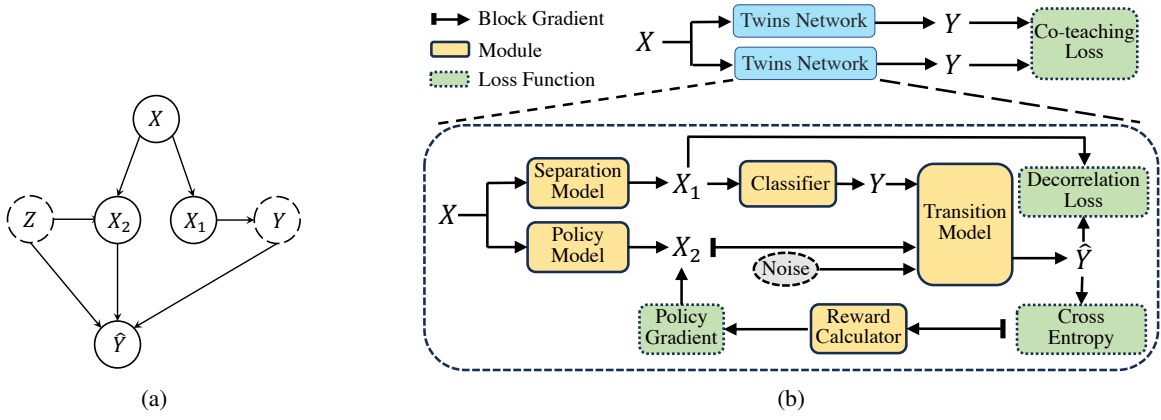 X
Z
X₂
X₁
Y
Ŷ
(a)
Block Gradient
Module
Loss Function
X
Twins Network
Y
Twins Network
Y
Co-teaching
Loss
X
Separation
Model
X₁
Classifier
Y
Transition
Model
Decorrelation
Loss
Policy
Model
X₂
Noise
Ŷ
Policy
Gradient
Reward
Calculator
Cross
Entropy
(b)